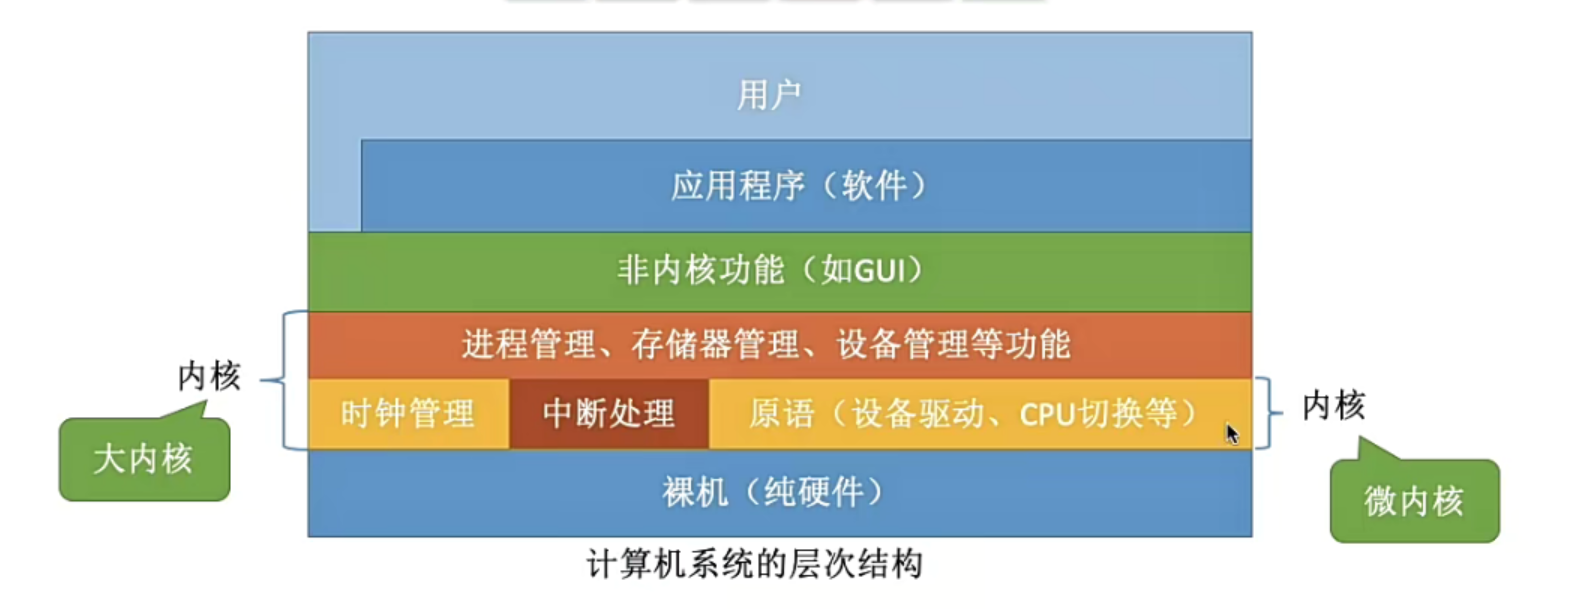 用户
应用程序（软件）
非内核功能（如GUI）
进程管理、存储器管理、设备管理等功能
内核
时钟管理
中断处理
原语（设备驱动、CPU切换等）
内核
大内核
裸机（纯硬件）
微内核
计算机系统的层次结构